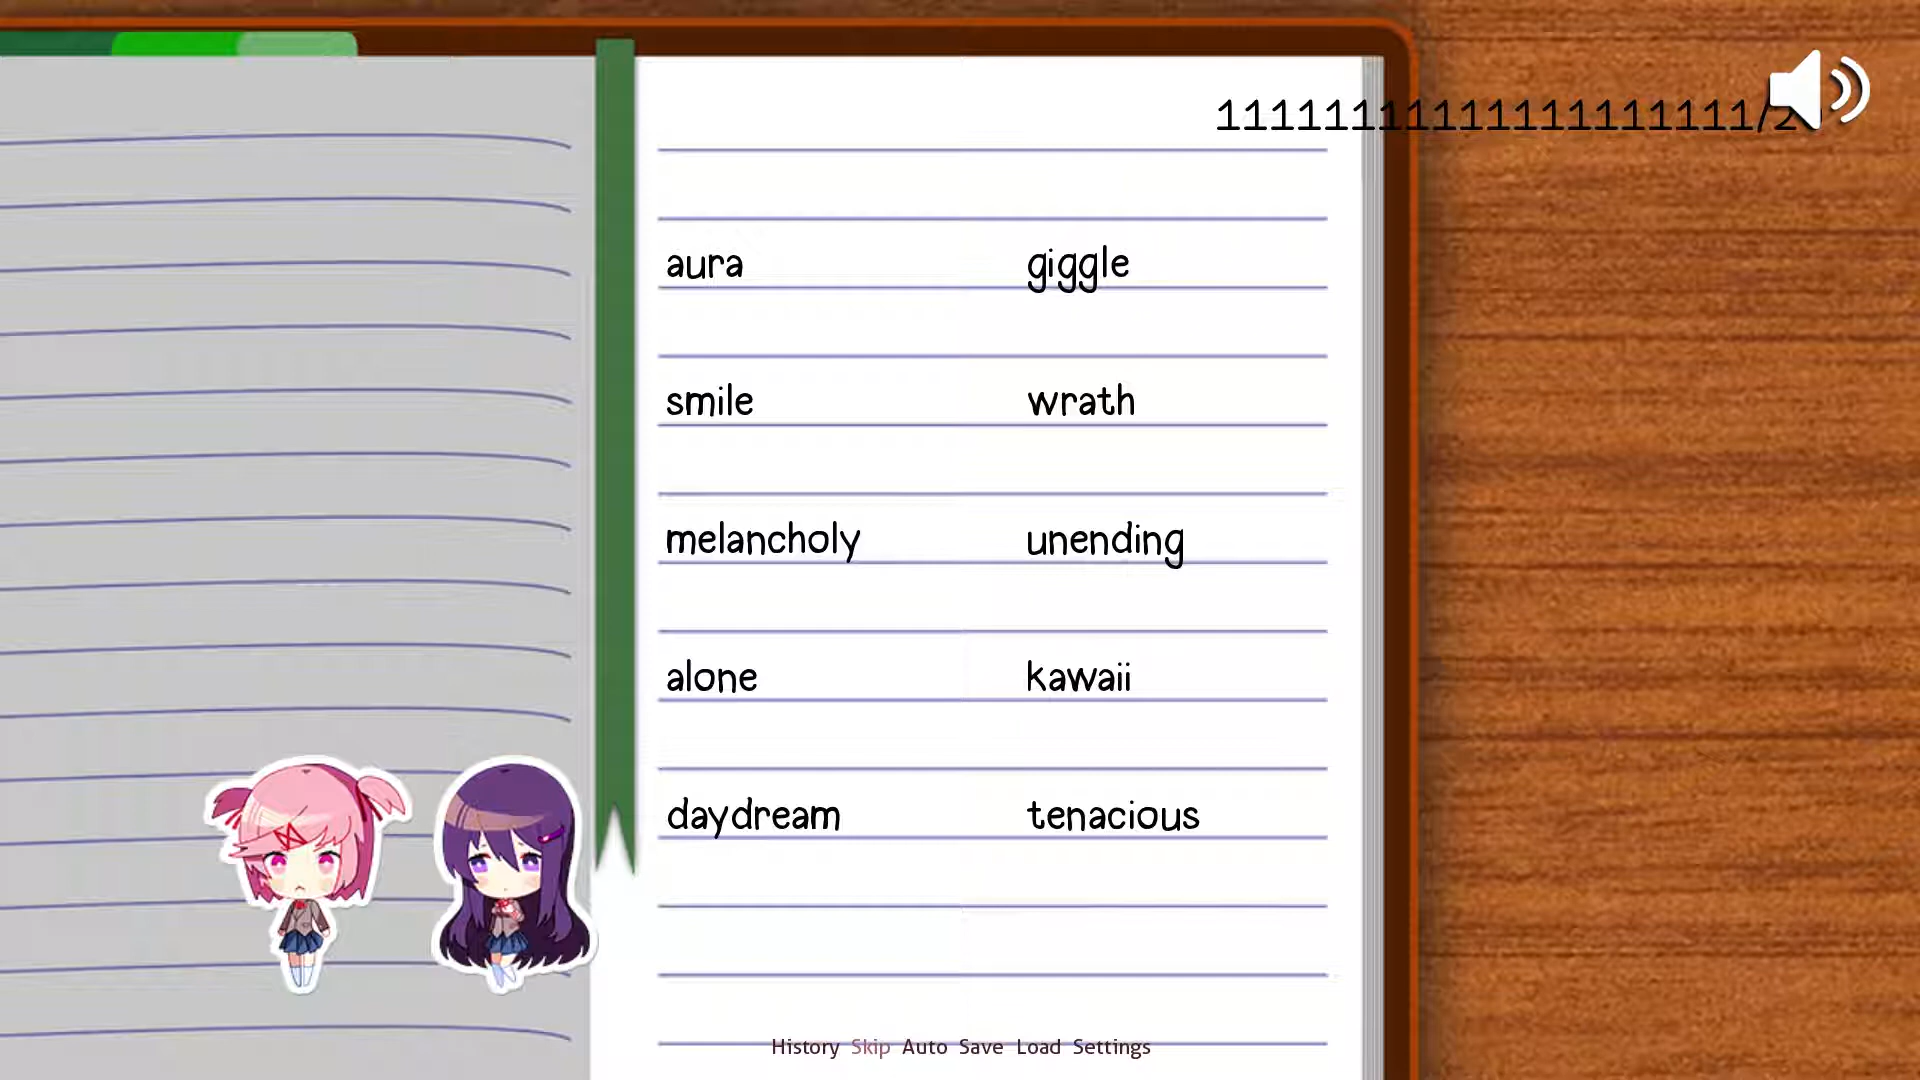 11111111111111111111/2
aura giggle
smile wrath
melancholy unending
alone kawaii
daydream tenacious
History Skip Auto Save Load Settings